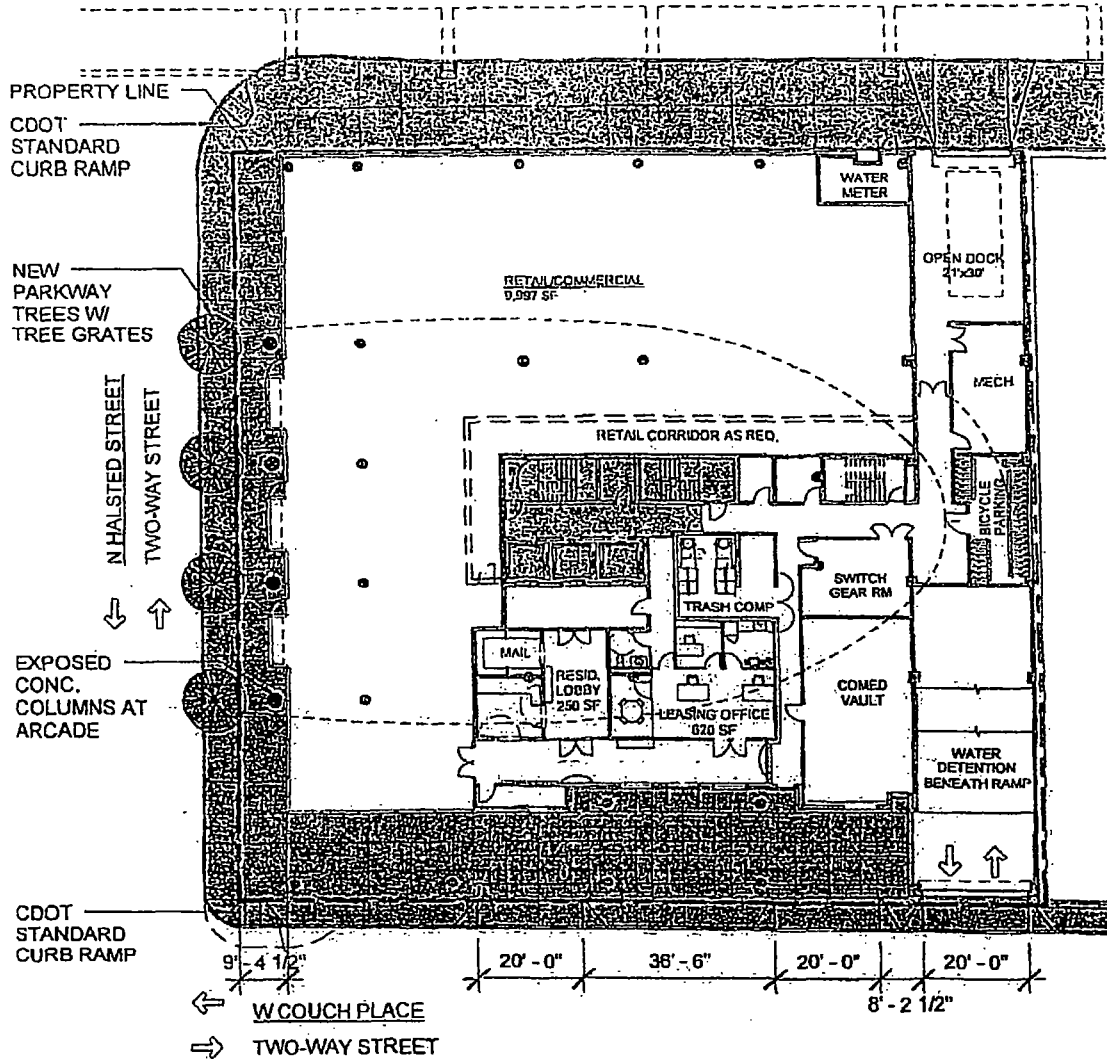 PROPERTY LINE
CDOT
STANDARD
CURB RAMP
WATER
METER
OPEN DOCK
21'x30'
NEW
PARKWAY
TREES W/
TREE GRATES
RETAIL/COMMERCIAL
9,997 SF
MECH
N HALSTED STREET
TWO-WAY STREET
RETAIL CORRIDOR AS REQ.
BICYCLE
PARKING
SWITCH
GEAR RM
TRASH COMP
EXPOSED
CONC.
COLUMNS AT
ARCADE
MAIL
RESID.
LOBBY
250 SF
LEASING OFFICE
620 SF
COMED
VAULT
WATER
DETENTION
BENEATH RAMP
CDOT
STANDARD
CURB RAMP
9' - 4 1/2"
20' - 0"
36' - 6"
20' - 0"
20' - 0"
8' - 2 1/2"
W COUCH PLACE
TWO-WAY STREET